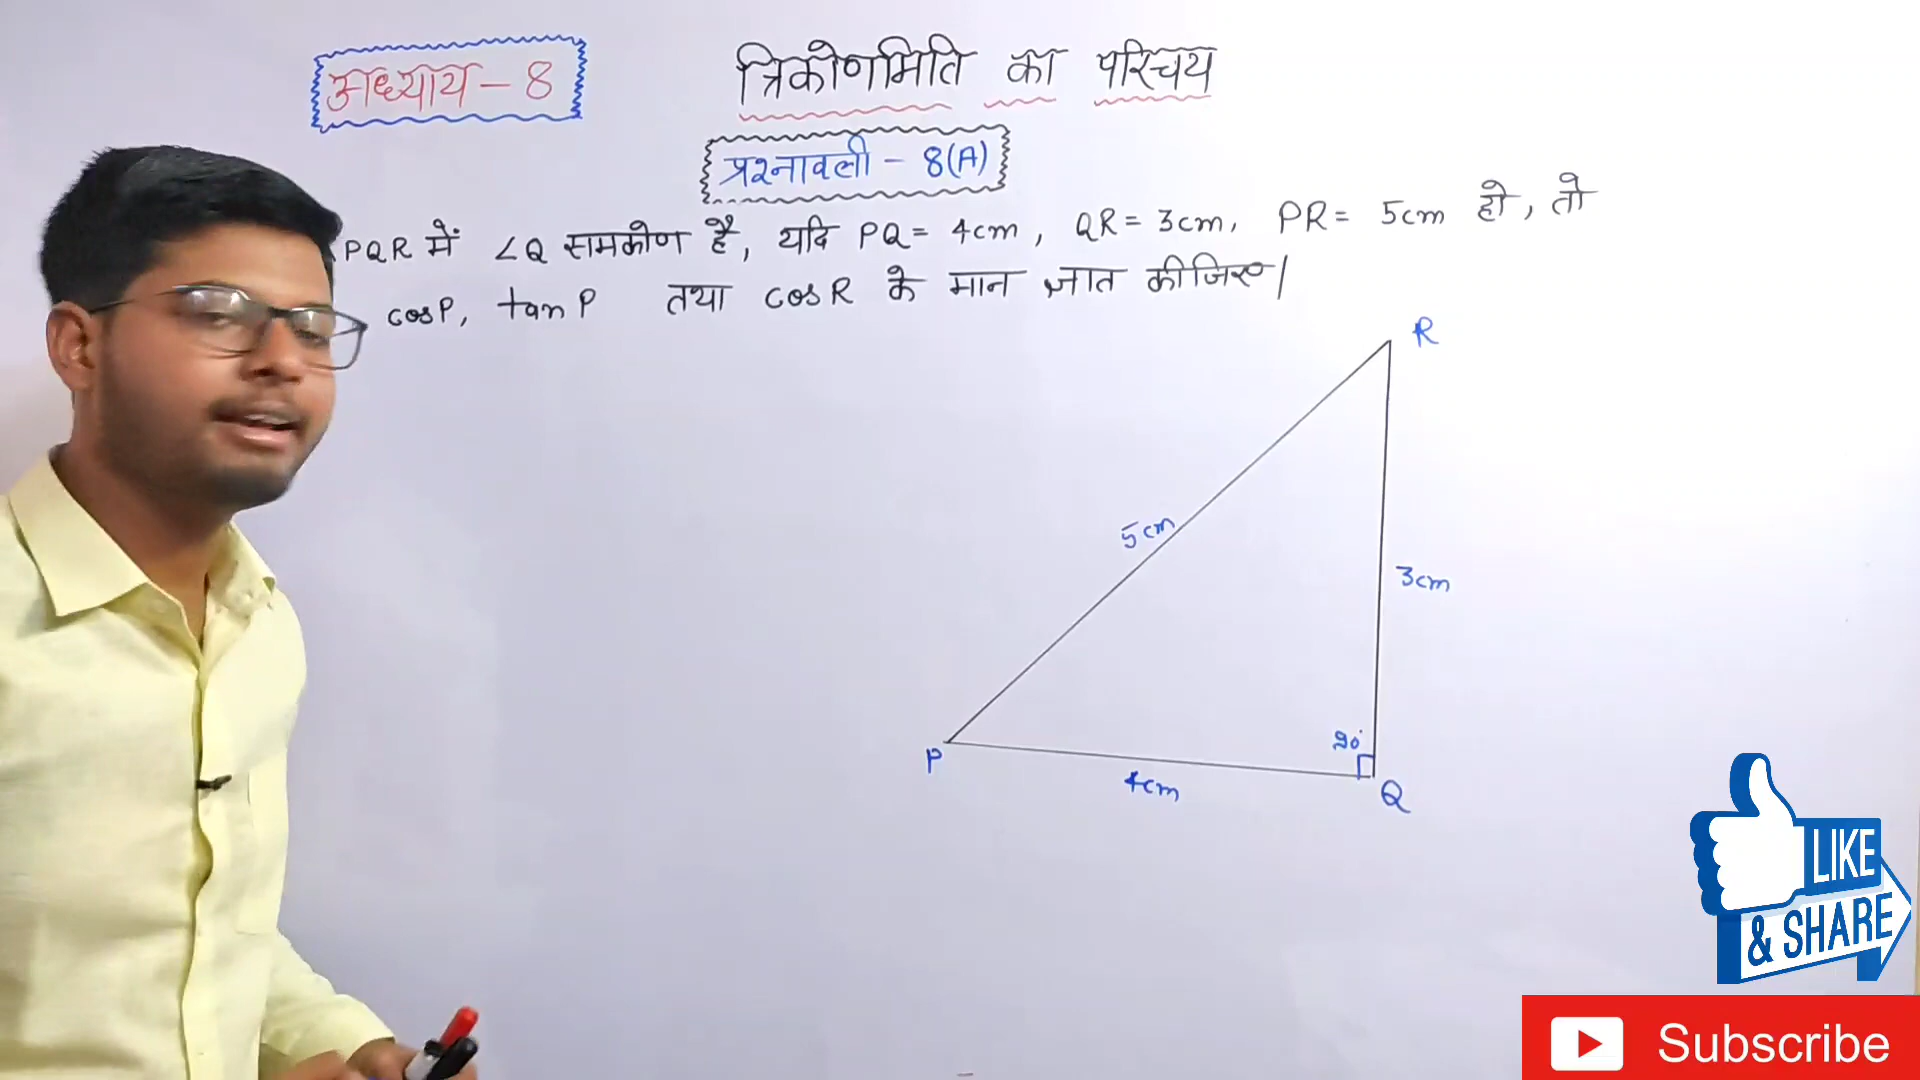 अध्याय - 8
त्रिकोणमिति का परिचय
प्रश्नावली - 8(A)
PQR में ∠Q समकोण है, यदि PQ = 4cm, QR = 3cm, PR = 5cm हो, तो
cosP, tanP तथा cosR के मान ज्ञात कीजिए।
R
5cm
3cm
90°
P
4cm
Q
LIKE
& SHARE
Subscribe